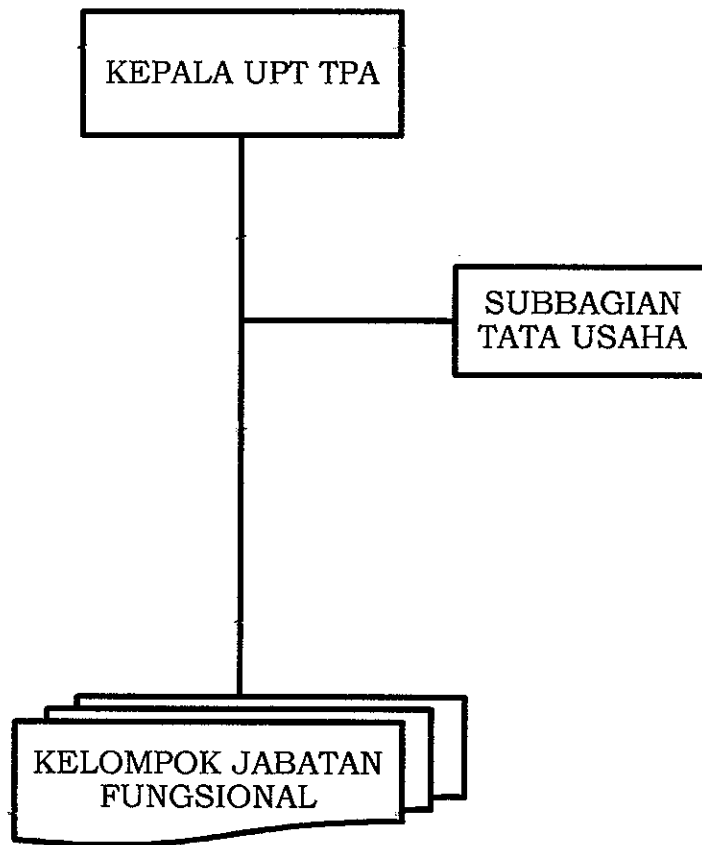 KEPALA UPT TPA
SUBBAGIAN
TATA USAHA
KELOMPOK JABATAN
FUNGSIONAL